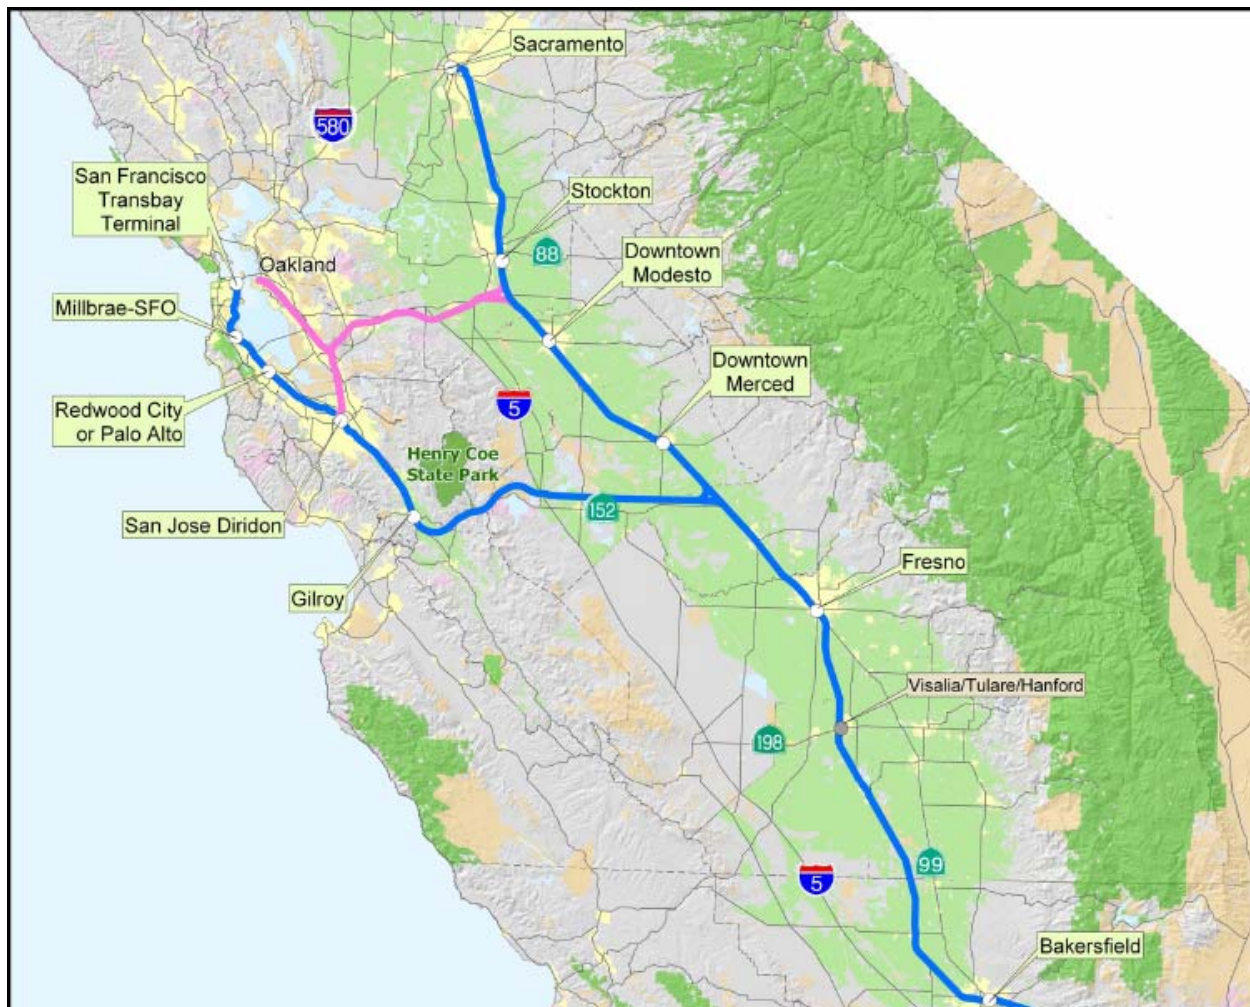 Sacramento
580
San Francisco
Transbay
Terminal
Stockton
88
Downtown
Modesto
Oakland
Millbrae-SFO
Downtown
Merced
5
Redwood City
or Palo Alto
Henry Coe
State Park
152
San Jose Diridon
Fresno
Gilroy
Visalia/Tulare/Hanford
198
99
5
Bakersfield